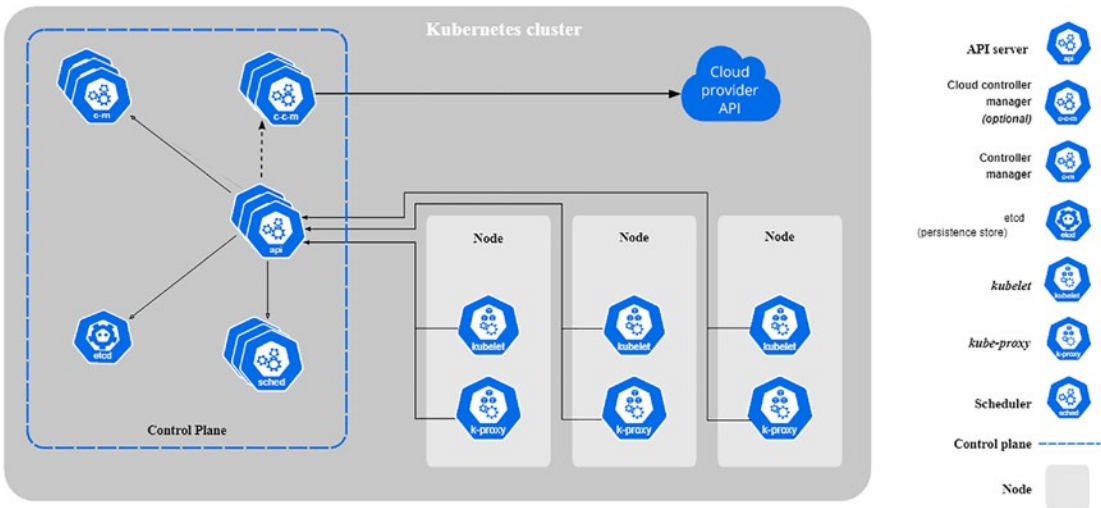 Kubernetes cluster
c-m
c-c-m
Cloud
provider
API
api
etcd
sched
Control Plane
Node
kubelet
k-proxy
Node
kubelet
k-proxy
Node
kubelet
k-proxy
API server
api
Cloud controller
manager
(optional)
c-c-m
Controller
manager
c-m
etcd
(persistence store)
etcd
kubelet
kubelet
kube-proxy
k-proxy
Scheduler
sched
Control plane
Node